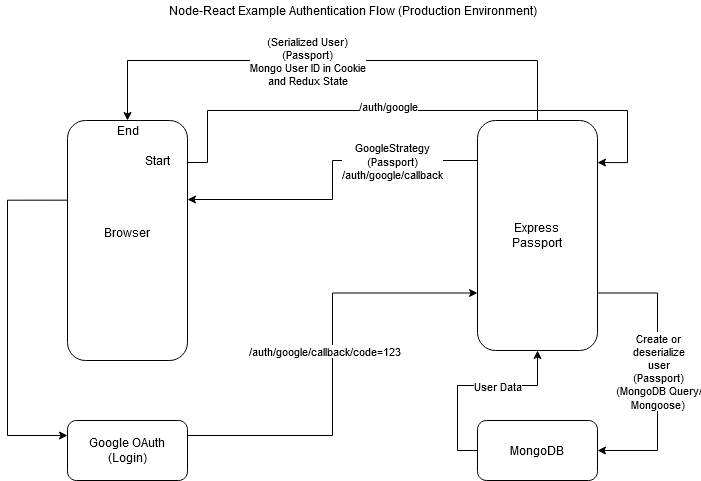 Node-React Example Authentication Flow (Production Environment)
(Serialized User)
(Passport)
Mongo User ID in Cookie
and Redux State
/auth/google
End
Start
GoogleStrategy
(Passport)
/auth/google/callback
Browser
Express
Passport
/auth/google/callback/code=123
Create or
deserialize
user
(Passport)
(MongoDB Query/
Mongoose)
User Data
Google OAuth
(Login)
MongoDB